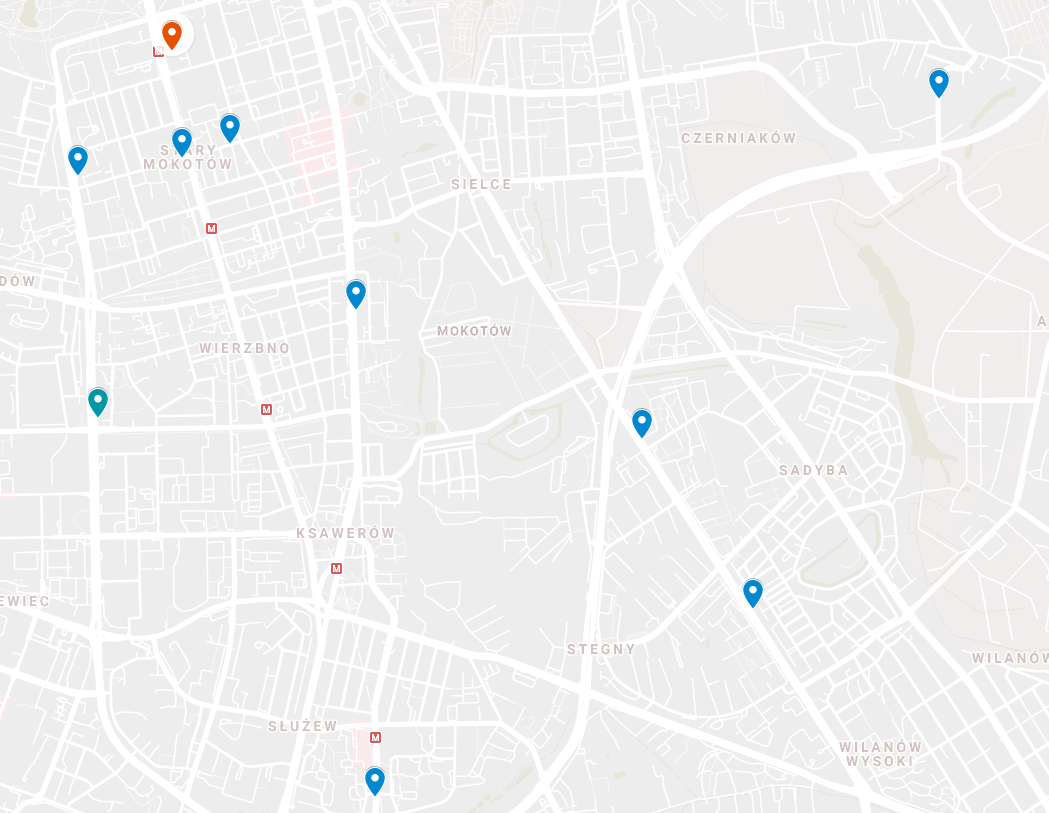 M
CZERNIAKÓW
STARY
MOKOTÓW
SIELCE
M
DÓW
A
MOKOTÓW
WIERZBNO
M
SADYBA
KSAWERÓW
M
EWIEC
STEGNY
WILANÓW
SŁUŻEW
M
WILANÓW
WYSOKI